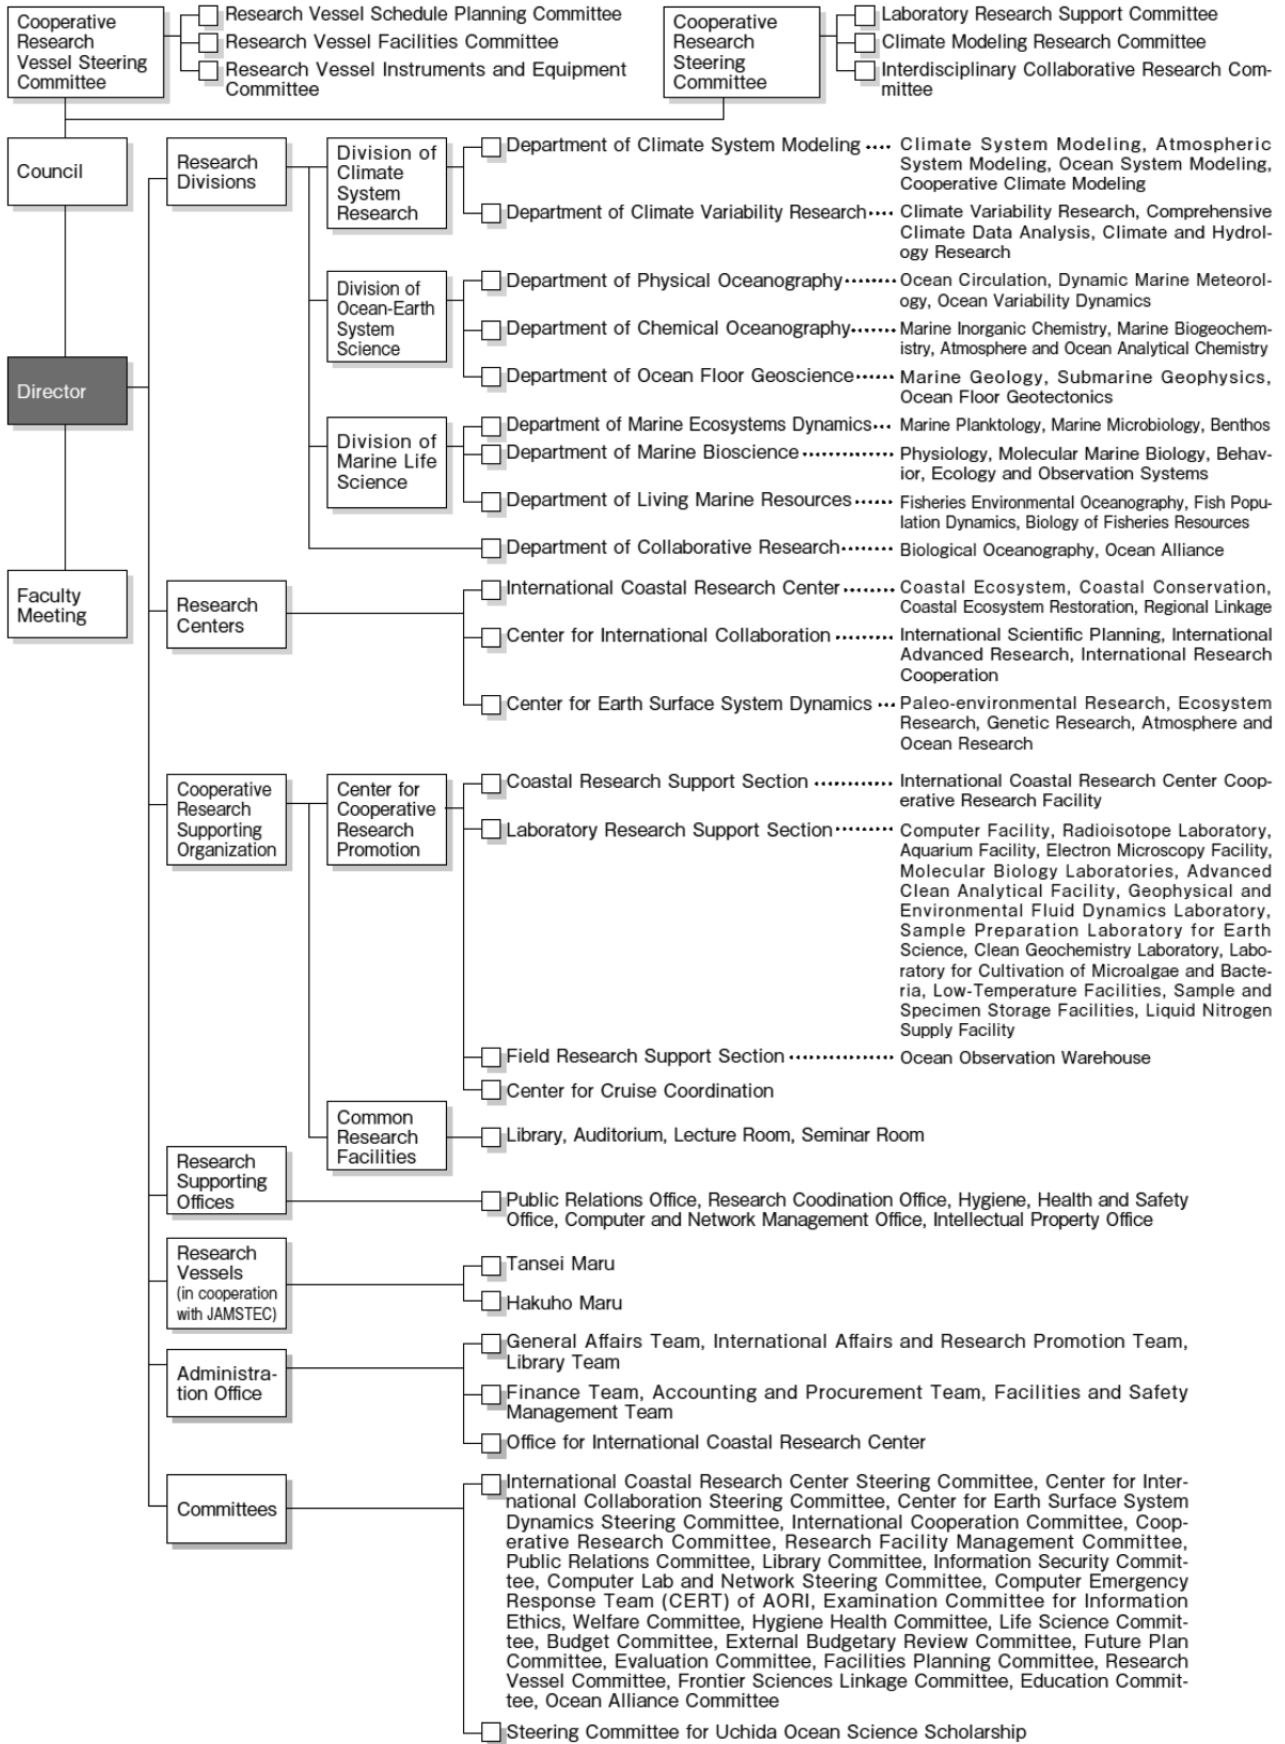 Cooperative
Research
Vessel Steering
Committee
Research Vessel Schedule Planning Committee
Research Vessel Facilities Committee
Research Vessel Instruments and Equipment
Committee
Cooperative
Research
Steering
Committee
Laboratory Research Support Committee
Climate Modeling Research Committee
Interdisciplinary Collaborative Research Com-
mittee
Council
Director
Faculty
Meeting
Research
Divisions
Division of
Climate
System
Research
Department of Climate System Modeling ····
Climate System Modeling, Atmospheric
System Modeling, Ocean System Modeling,
Cooperative Climate Modeling
Department of Climate Variability Research····
Climate Variability Research, Comprehensive
Climate Data Analysis, Climate and Hydrol-
ogy Research
Division of
Ocean-Earth
System
Science
Department of Physical Oceanography········
Ocean Circulation, Dynamic Marine Meteorol-
ogy, Ocean Variability Dynamics
Department of Chemical Oceanography·······
Marine Inorganic Chemistry, Marine Biogeochem-
istry, Atmosphere and Ocean Analytical Chemistry
Department of Ocean Floor Geoscience······
Marine Geology, Submarine Geophysics,
Ocean Floor Geotectonics
Division of
Marine Life
Science
Department of Marine Ecosystems Dynamics···
Marine Planktology, Marine Microbiology, Benthos
Department of Marine Bioscience ··············
Physiology, Molecular Marine Biology, Behav-
ior, Ecology and Observation Systems
Department of Living Marine Resources ······
Fisheries Environmental Oceanography, Fish Popu-
lation Dynamics, Biology of Fisheries Resources
Department of Collaborative Research········
Biological Oceanography, Ocean Alliance
Research
Centers
International Coastal Research Center ········
Coastal Ecosystem, Coastal Conservation,
Coastal Ecosystem Restoration, Regional Linkage
Center for International Collaboration ·········
International Scientific Planning, International
Advanced Research, International Research
Cooperation
Center for Earth Surface System Dynamics ···
Paleo-environmental Research, Ecosystem
Research, Genetic Research, Atmosphere and
Ocean Research
Cooperative
Research
Supporting
Organization
Center for
Cooperative
Research
Promotion
Coastal Research Support Section ············
International Coastal Research Center Coop-
erative Research Facility
Laboratory Research Support Section·········
Computer Facility, Radioisotope Laboratory,
Aquarium Facility, Electron Microscopy Facility,
Molecular Biology Laboratories, Advanced
Clean Analytical Facility, Geophysical and
Environmental Fluid Dynamics Laboratory,
Sample Preparation Laboratory for Earth
Science, Clean Geochemistry Laboratory, Labo-
ratory for Cultivation of Microalgae and Bacte-
ria, Low-Temperature Facilities, Sample and
Specimen Storage Facilities, Liquid Nitrogen
Supply Facility
Field Research Support Section ················
Ocean Observation Warehouse
Center for Cruise Coordination
Common
Research
Facilities
Library, Auditorium, Lecture Room, Seminar Room
Research
Supporting
Offices
Public Relations Office, Research Coodination Office, Hygiene, Health and Safety
Office, Computer and Network Management Office, Intellectual Property Office
Research
Vessels
(in cooperation
with JAMSTEC)
Tansei Maru
Hakuho Maru
Administra-
tion Office
General Affairs Team, International Affairs and Research Promotion Team,
Library Team
Finance Team, Accounting and Procurement Team, Facilities and Safety
Management Team
Office for International Coastal Research Center
Committees
International Coastal Research Center Steering Committee, Center for Inter-
national Collaboration Steering Committee, Center for Earth Surface System
Dynamics Steering Committee, International Cooperation Committee, Coop-
erative Research Committee, Research Facility Management Committee,
Public Relations Committee, Library Committee, Information Security Commit-
tee, Computer Lab and Network Steering Committee, Computer Emergency
Response Team (CERT) of AORI, Examination Committee for Information
Ethics, Welfare Committee, Hygiene Health Committee, Life Science Commit-
tee, Budget Committee, External Budgetary Review Committee, Future Plan
Committee, Evaluation Committee, Facilities Planning Committee, Research
Vessel Committee, Frontier Sciences Linkage Committee, Education Commit-
tee, Ocean Alliance Committee
Steering Committee for Uchida Ocean Science Scholarship